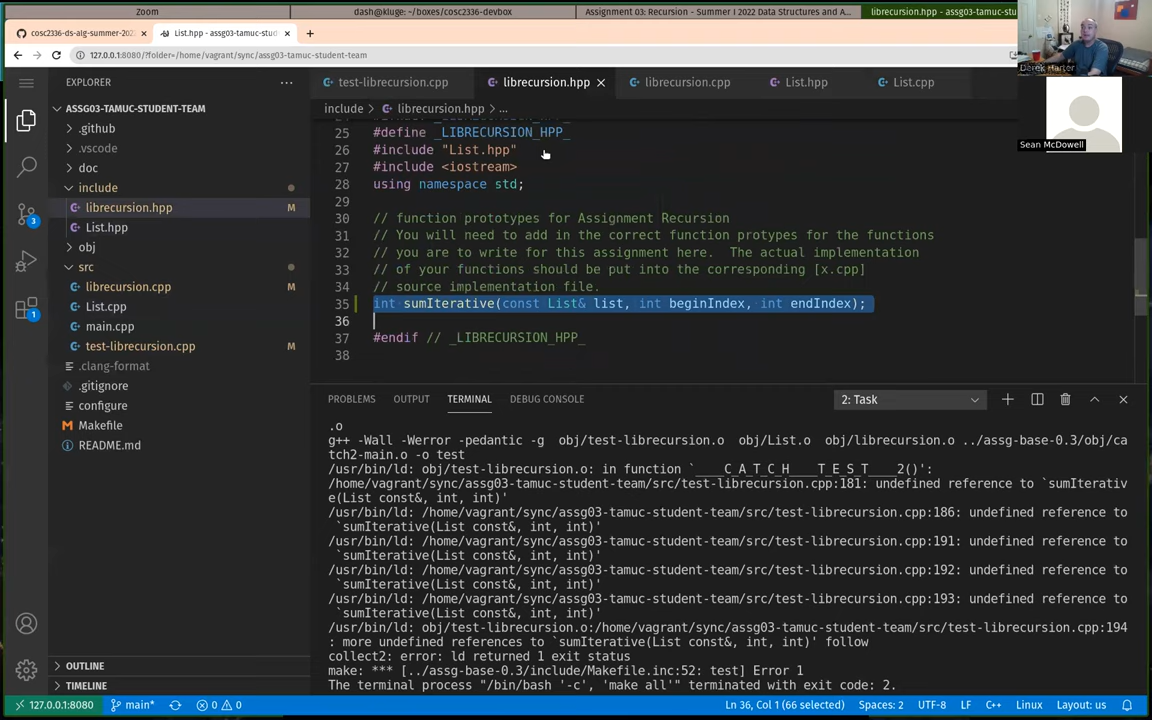 Zoom
dash@kluge: ~/boxes/cosc2336-devbox
Assignment 03: Recursion - Summer I 2022 Data Structures and A...
librecursion.hpp - assg03-tamuc-stu
cosc2336-ds-alg-summer-202
List.hpp - assg03-tamuc-stud
127.0.0.1:8080/?folder=/home/vagrant/sync/assg03-tamuc-student-team
Derek Harter
Sean McDowell
EXPLORER
test-librecursion.cpp
librecursion.hpp
librecursion.cpp
List.hpp
List.cpp
ASSG03-TAMUC-STUDENT-TEAM
include > librecursion.hpp > ...
.github
.vscode
doc
include
librecursion.hpp M
List.hpp
obj
src
librecursion.cpp M
List.cpp
main.cpp
test-librecursion.cpp M
.clang-format
.gitignore
configure
Makefile
README.md
OUTLINE
TIMELINE
3
1
25 #define _LIBRECURSION_HPP_
26 #include "List.hpp"
27 #include <iostream>
28 using namespace std;
29
30 // function prototypes for Assignment Recursion
31 // You will need to add in the correct function protypes for the functions
32 // you are to write for this assignment here.  The actual implementation
33 // of your functions should be put into the corresponding [x.cpp]
34 // source implementation file.
35 int sumIterative(const List& list, int beginIndex, int endIndex);
36
37 #endif // _LIBRECURSION_HPP_
38
PROBLEMS OUTPUT TERMINAL DEBUG CONSOLE
2: Task
.o
g++ -Wall -Werror -pedantic -g  obj/test-librecursion.o  obj/List.o  obj/librecursion.o ../assg-base-0.3/obj/ca
tch2-main.o -o test
/usr/bin/ld: obj/test-librecursion.o: in function `____C_A_T_C_H____T_E_S_T____2()':
/home/vagrant/sync/assg03-tamuc-student-team/src/test-librecursion.cpp:181: undefined reference to `sumIterativ
e(List const&, int, int)'
/usr/bin/ld: /home/vagrant/sync/assg03-tamuc-student-team/src/test-librecursion.cpp:186: undefined reference to
`sumIterative(List const&, int, int)'
/usr/bin/ld: /home/vagrant/sync/assg03-tamuc-student-team/src/test-librecursion.cpp:191: undefined reference to
`sumIterative(List const&, int, int)'
/usr/bin/ld: /home/vagrant/sync/assg03-tamuc-student-team/src/test-librecursion.cpp:192: undefined reference to
`sumIterative(List const&, int, int)'
/usr/bin/ld: /home/vagrant/sync/assg03-tamuc-student-team/src/test-librecursion.cpp:193: undefined reference to
`sumIterative(List const&, int, int)'
/usr/bin/ld: obj/test-librecursion.o:/home/vagrant/sync/assg03-tamuc-student-team/src/test-librecursion.cpp:194
: more undefined references to `sumIterative(List const&, int, int)' follow
collect2: error: ld returned 1 exit status
make: *** [../assg-base-0.3/include/Makefile.inc:52: test] Error 1
The terminal process "/bin/bash '-c', 'make all'" terminated with exit code: 2.
127.0.0.1:8080
main*
0
0
Ln 36, Col 1 (66 selected)
Spaces: 2
UTF-8
LF
C++
Linux
Layout: us